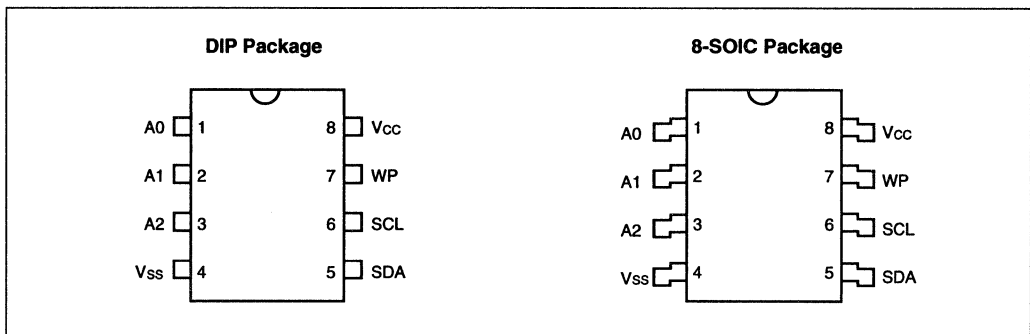 DIP Package
A0 1 8 Vcc
A1 2 7 WP
A2 3 6 SCL
Vss 4 5 SDA
8-SOIC Package
A0 1 8 Vcc
A1 2 7 WP
A2 3 6 SCL
Vss 4 5 SDA